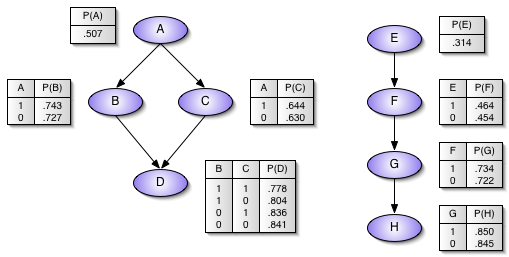 P(A)
.507
A
A P(B)
1 .743
0 .727
B
C
A P(C)
1 .644
0 .630
D
B C P(D)
1 1 .778
1 0 .804
0 1 .836
0 0 .841
E
P(E)
.314
F
E P(F)
1 .464
0 .454
G
F P(G)
1 .734
0 .722
H
G P(H)
1 .850
0 .845